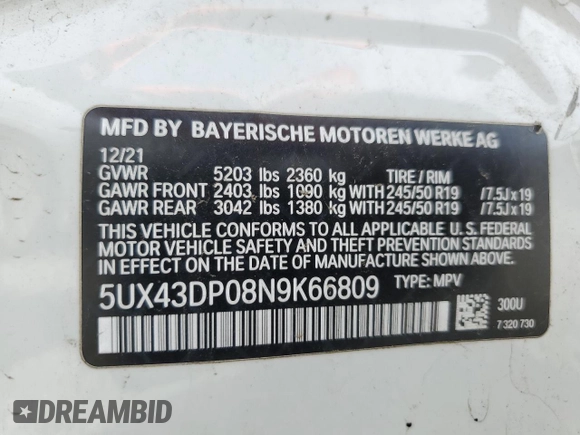 MFD BY BAYERISCHE MOTOREN WERKE AG
12/21
GVWR 5203 lbs 2360 kg TIRE / RIM
GAWR FRONT 2403 lbs 1090 kg WITH 245/50 R19 /7.5J x 19
GAWR REAR 3042 lbs 1380 kg WITH 245/50 R19 /7.5J x 19
THIS VEHICLE CONFORMS TO ALL APPLICABLE U.S. FEDERAL
MOTOR VEHICLE SAFETY AND THEFT PREVENTION STANDARDS
IN EFFECT ON THE DATE OF MANUFACTURE SHOWN ABOVE.
5UX43DP08N9K66809 TYPE: MPV
300U
7 320 730
DREAMBID